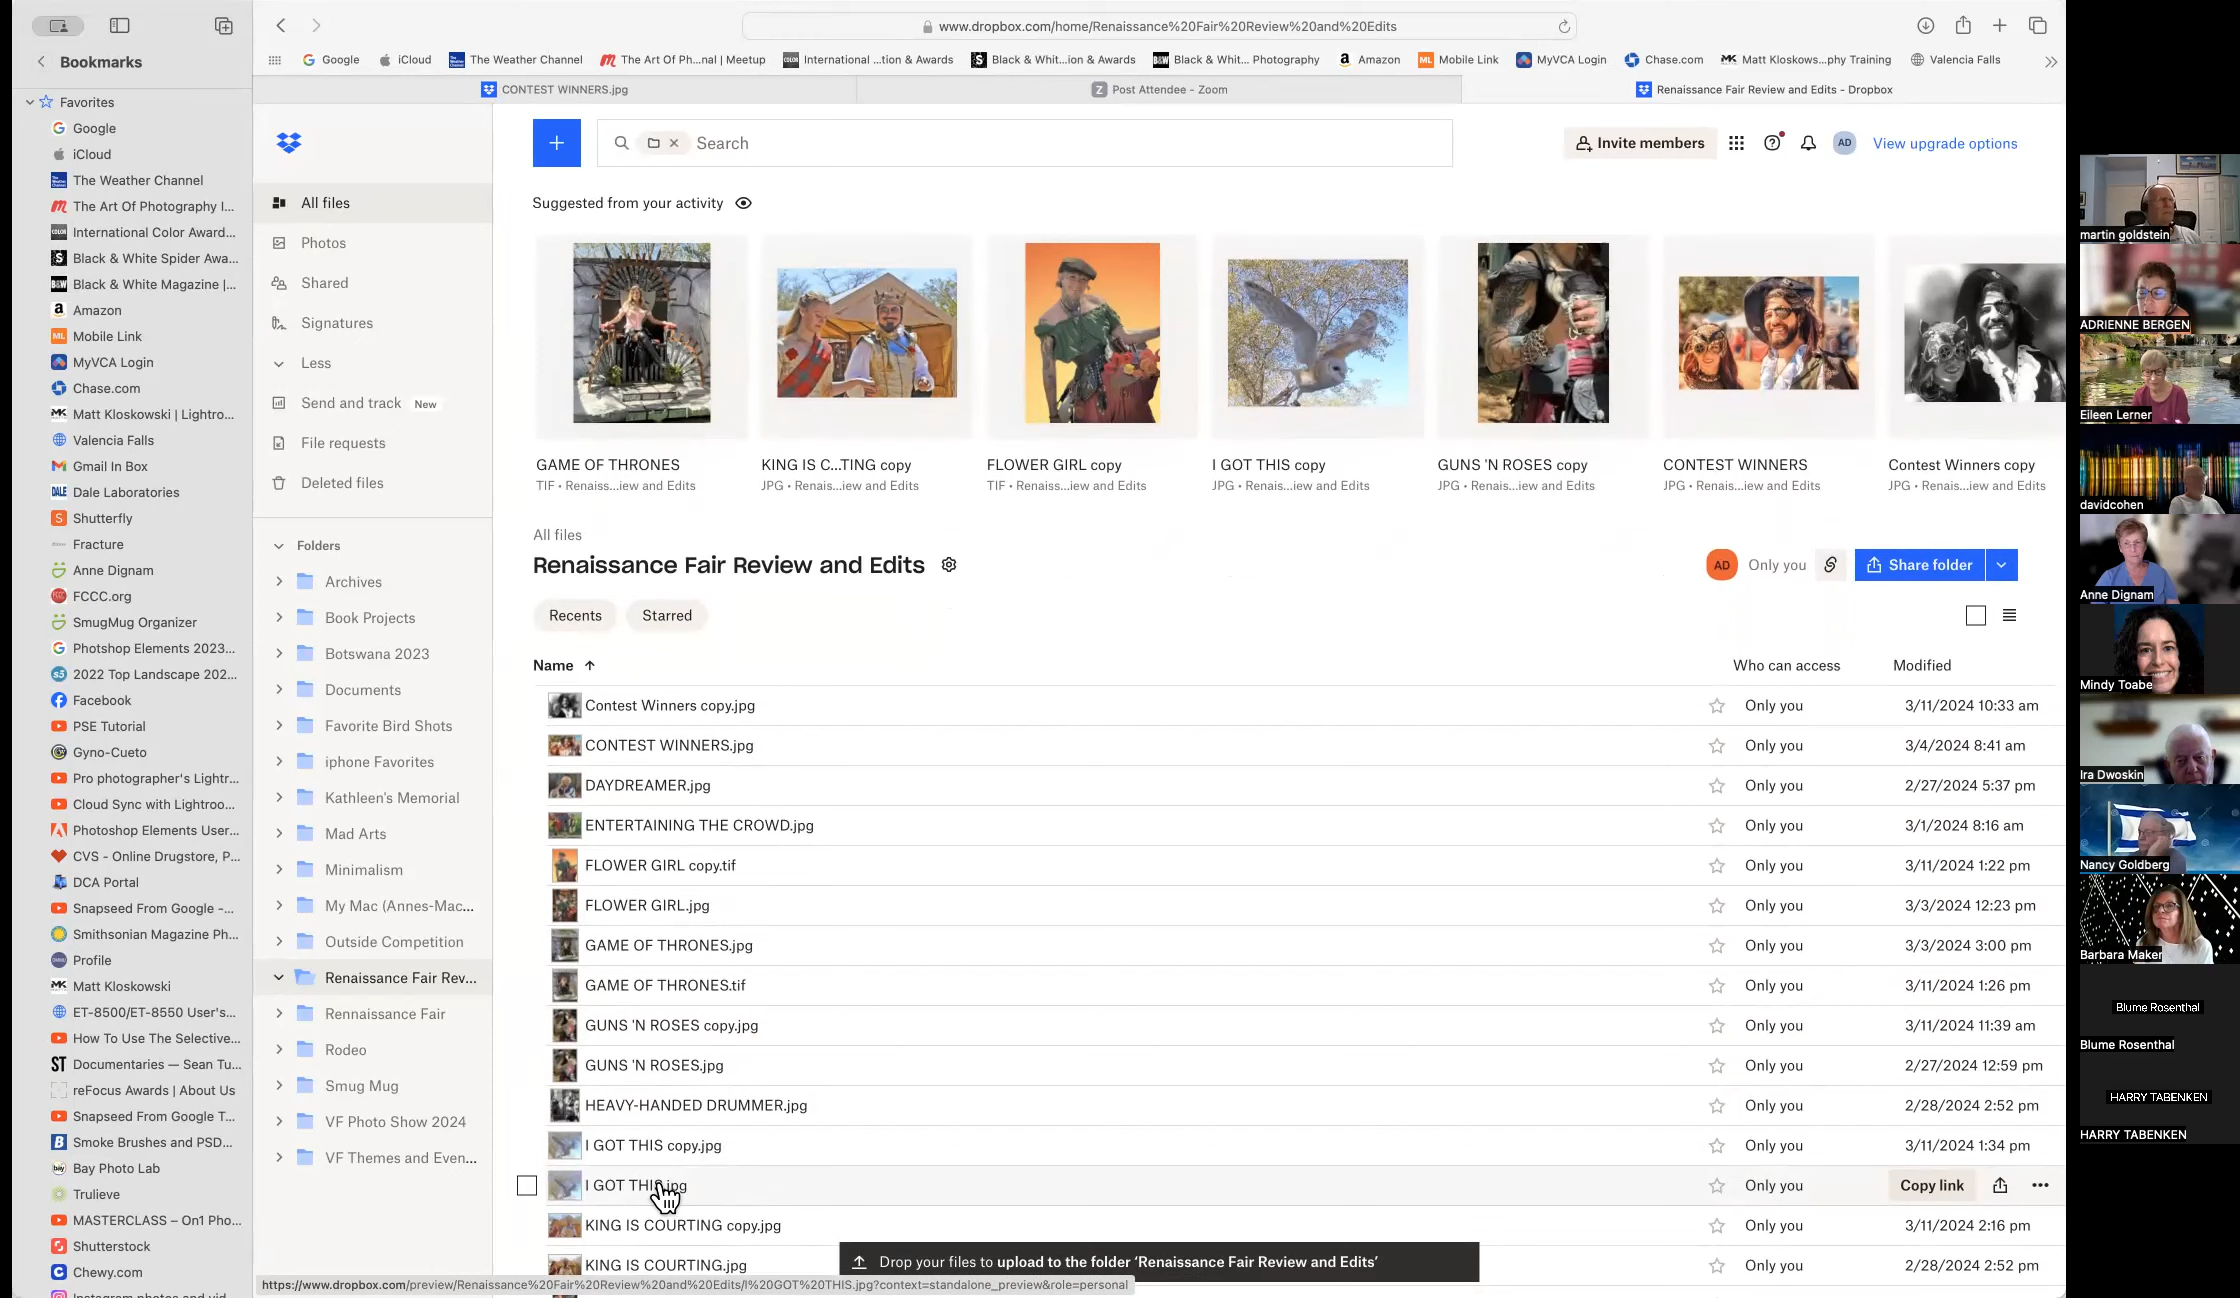 www.dropbox.com/home/Renaissance%20Fair%20Review%20and%20Edits
Bookmarks
Google
iCloud
The Weather Channel
The Art Of Ph...nal | Meetup
International ...tion & Awards
Black & Whit...ion & Awards
Black & Whit... Photography
Amazon
Mobile Link
MyVCA Login
Chase.com
Matt Kloskows...phy Training
Valencia Falls
CONTEST WINNERS.jpg
Post Attendee - Zoom
Renaissance Fair Review and Edits - Dropbox
Favorites
Google
iCloud
The Weather Channel
The Art Of Photography I...
International Color Award...
Black & White Spider Awa...
Black & White Magazine |...
Amazon
Mobile Link
MyVCA Login
Chase.com
Matt Kloskowski | Lightro...
Valencia Falls
Gmail In Box
Dale Laboratories
Shutterfly
Fracture
Anne Dignam
FCCC.org
SmugMug Organizer
Photshop Elements 2023...
2022 Top Landscape 202...
Facebook
PSE Tutorial
Gyno-Cueto
Pro photographer's Lightr...
Cloud Sync with Lightroo...
Photoshop Elements User...
CVS - Online Drugstore, P...
DCA Portal
Snapseed From Google -...
Smithsonian Magazine Ph...
Profile
Matt Kloskowski
ET-8500/ET-8550 User's...
How To Use The Selective...
Documentaries — Sean Tu...
reFocus Awards | About Us
Snapseed From Google T...
Smoke Brushes and PSD...
Bay Photo Lab
Trulieve
MASTERCLASS – On1 Pho...
Shutterstock
Chewy.com
All files
Photos
Shared
Signatures
Less
Send and track New
File requests
Deleted files
Folders
Archives
Book Projects
Botswana 2023
Documents
Favorite Bird Shots
iphone Favorites
Kathleen's Memorial
Mad Arts
Minimalism
My Mac (Annes-Mac...
Outside Competition
Renaissance Fair Rev...
Rennaissance Fair
Rodeo
Smug Mug
VF Photo Show 2024
VF Themes and Even...
Search
Invite members
AD
View upgrade options
Suggested from your activity
GAME OF THRONES
TIF • Renaiss...iew and Edits
KING IS C...TING copy
JPG • Renais...iew and Edits
FLOWER GIRL copy
TIF • Renaiss...iew and Edits
I GOT THIS copy
JPG • Renais...iew and Edits
GUNS 'N ROSES copy
JPG • Renais...iew and Edits
CONTEST WINNERS
JPG • Renais...iew and Edits
Contest Winners copy
JPG • Renais...iew and Edits
All files
Renaissance Fair Review and Edits
AD Only you
Share folder
Recents Starred
Name Who can access Modified
Contest Winners copy.jpg Only you 3/11/2024 10:33 am
CONTEST WINNERS.jpg Only you 3/4/2024 8:41 am
DAYDREAMER.jpg Only you 2/27/2024 5:37 pm
ENTERTAINING THE CROWD.jpg Only you 3/1/2024 8:16 am
FLOWER GIRL copy.tif Only you 3/11/2024 1:22 pm
FLOWER GIRL.jpg Only you 3/3/2024 12:23 pm
GAME OF THRONES.jpg Only you 3/3/2024 3:00 pm
GAME OF THRONES.tif Only you 3/11/2024 1:26 pm
GUNS 'N ROSES copy.jpg Only you 3/11/2024 11:39 am
GUNS 'N ROSES.jpg Only you 2/27/2024 12:59 pm
HEAVY-HANDED DRUMMER.jpg Only you 2/28/2024 2:52 pm
I GOT THIS copy.jpg Only you 3/11/2024 1:34 pm
I GOT THIS.jpg Only you Copy link
KING IS COURTING copy.jpg Only you 3/11/2024 2:16 pm
KING IS COURTING.jpg Only you 2/28/2024 2:52 pm
Drop your files to upload to the folder ‘Renaissance Fair Review and Edits’
https://www.dropbox.com/preview/Renaissance%20Fair%20Review%20and%20Edits/I%20GOT%20THIS.jpg?context=standalone_preview&role=personal
martin goldstein
ADRIENNE BERGEN
Eileen Lerner
davidcohen
Anne Dignam
Mindy Toabe
Ira Dwoskin
Nancy Goldberg
Barbara Maker
Blume Rosenthal
Blume Rosenthal
HARRY TABENKEN
HARRY TABENKEN